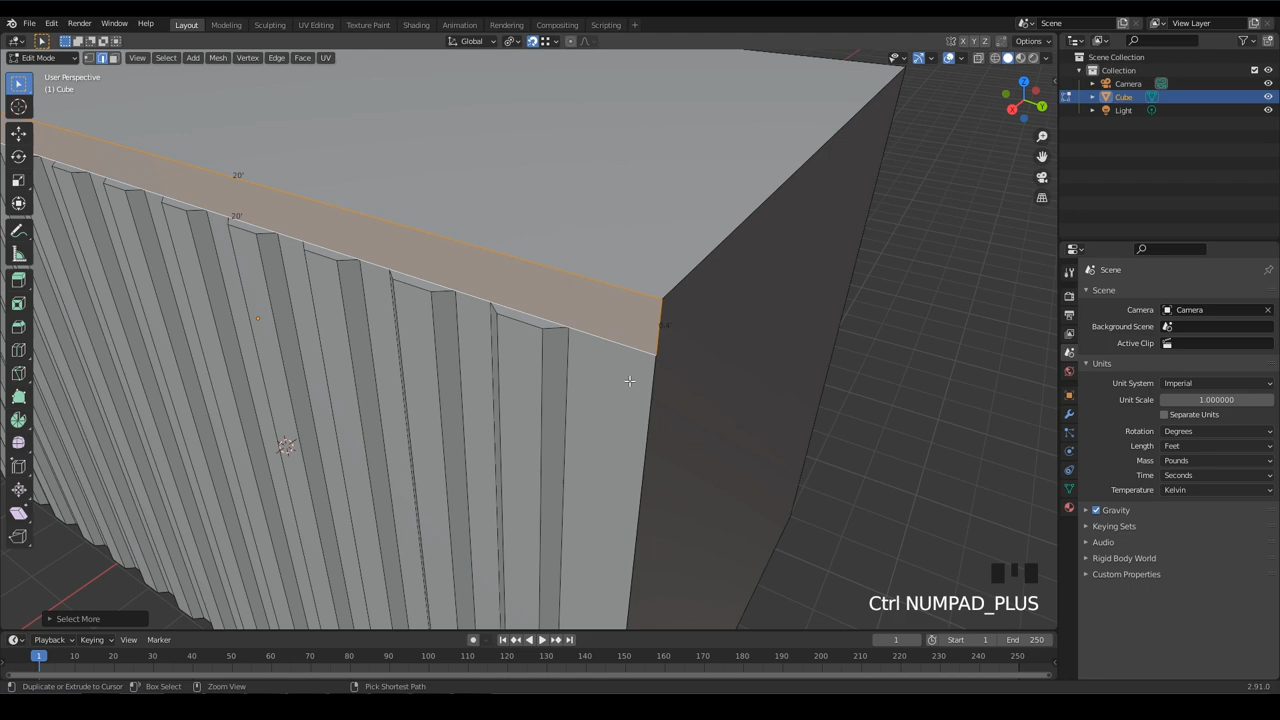 File Edit Render Window Help Layout Modeling Sculpting UV Editing Texture Paint Shading Animation Rendering Compositing Scripting + Scene View Layer
Global X Y Z Options
Edit Mode View Select Add Mesh Vertex Edge Face UV
User Perspective
(1) Cube
Z
Y
X
20'
20'
Ctrl NUMPAD_PLUS
Select More
Scene Collection
Collection
Camera
Cube
Light
Scene
Scene
Camera Camera
Background Scene
Active Clip
Units
Unit System Imperial
Unit Scale 1.000000
Separate Units
Rotation Degrees
Length Feet
Mass Pounds
Time Seconds
Temperature Kelvin
Gravity
Keying Sets
Audio
Rigid Body World
Custom Properties
Playback Keying View Marker 1 Start 1 End 250
1 10 20 30 40 50 60 70 80 90 100 110 120 130 140 150 160 170 180 190 200 210 220 230 240 250
Duplicate or Extrude to Cursor Box Select Zoom View Pick Shortest Path 2.91.0